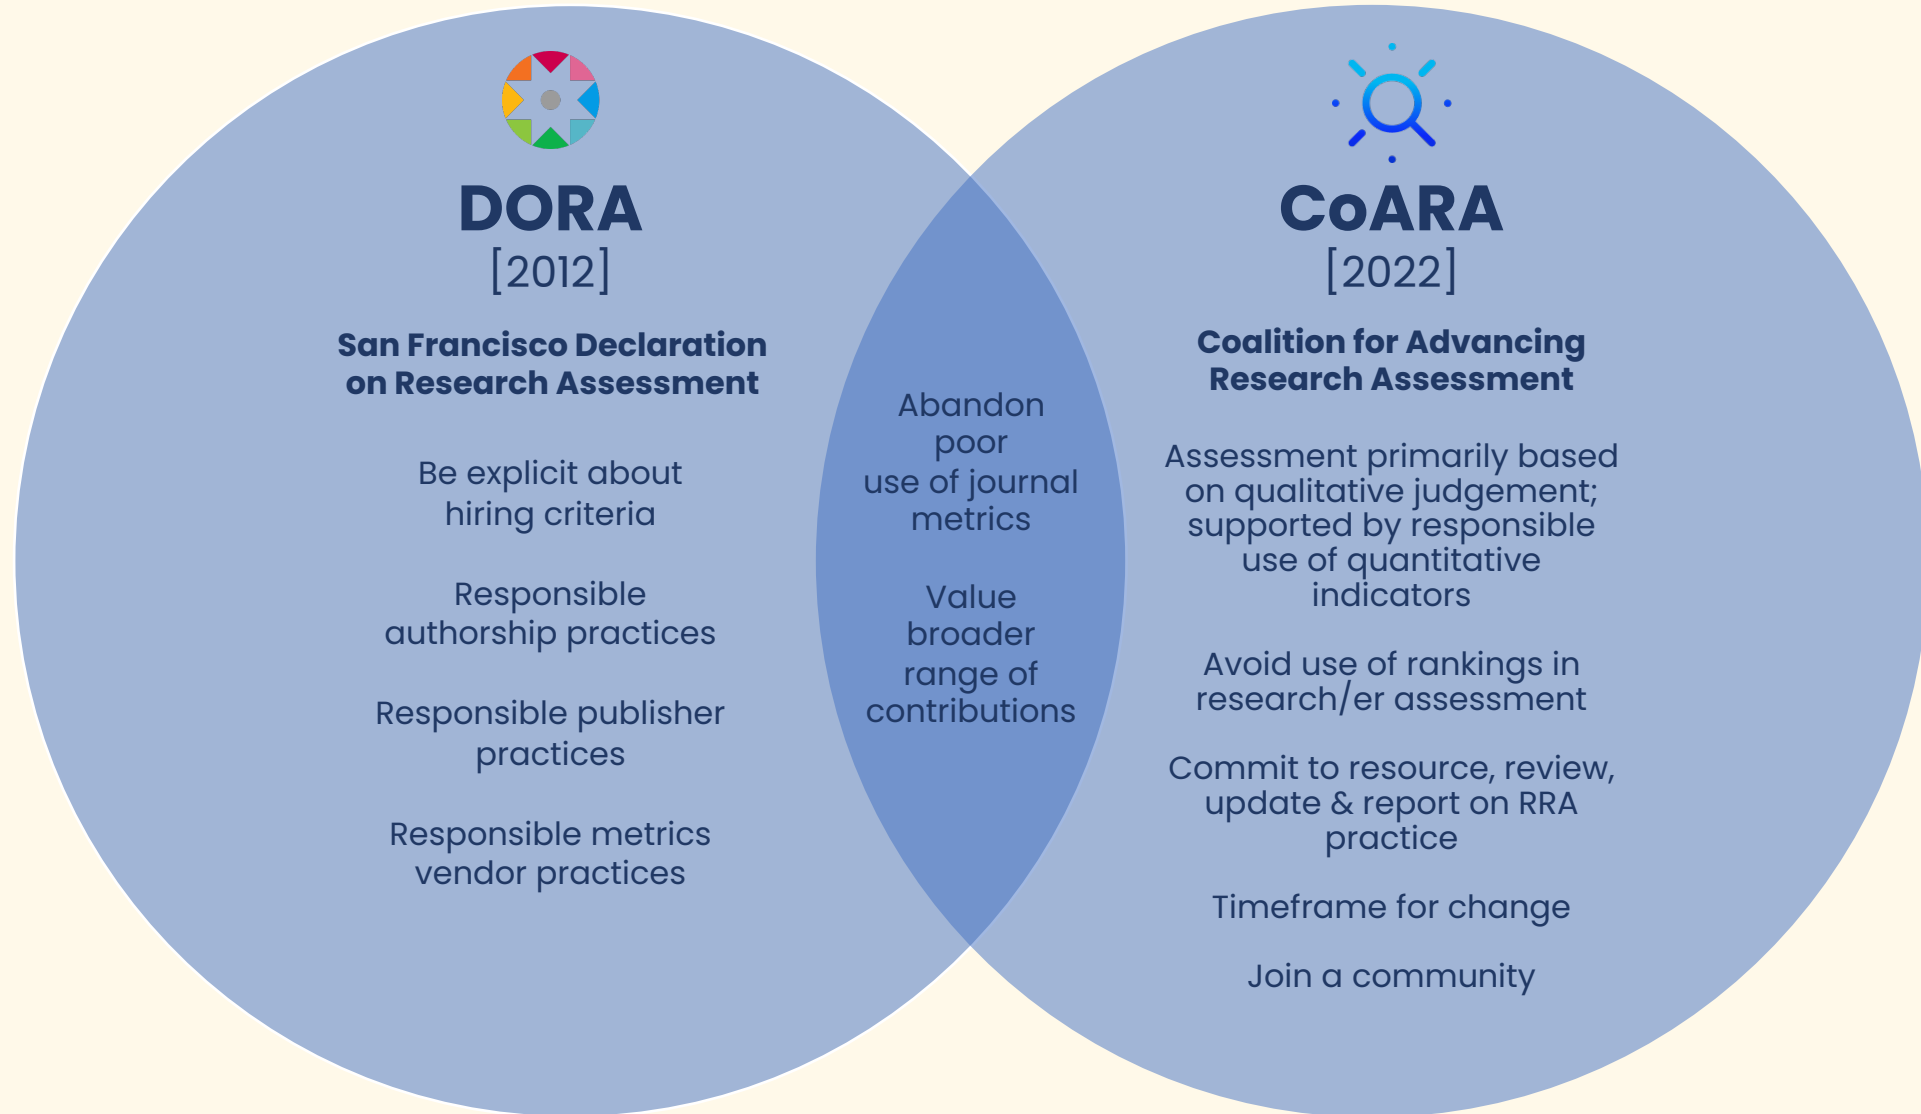 DORA
[2012]
San Francisco Declaration
on Research Assessment
Be explicit about
hiring criteria
Responsible
authorship practices
Responsible publisher
practices
Responsible metrics
vendor practices
Abandon
poor
use of journal
metrics
Value
broader
range of
contributions
CoARA
[2022]
Coalition for Advancing
Research Assessment
Assessment primarily based
on qualitative judgement;
supported by responsible
use of quantitative
indicators
Avoid use of rankings in
research/er assessment
Commit to resource, review,
update & report on RRA
practice
Timeframe for change
Join a community